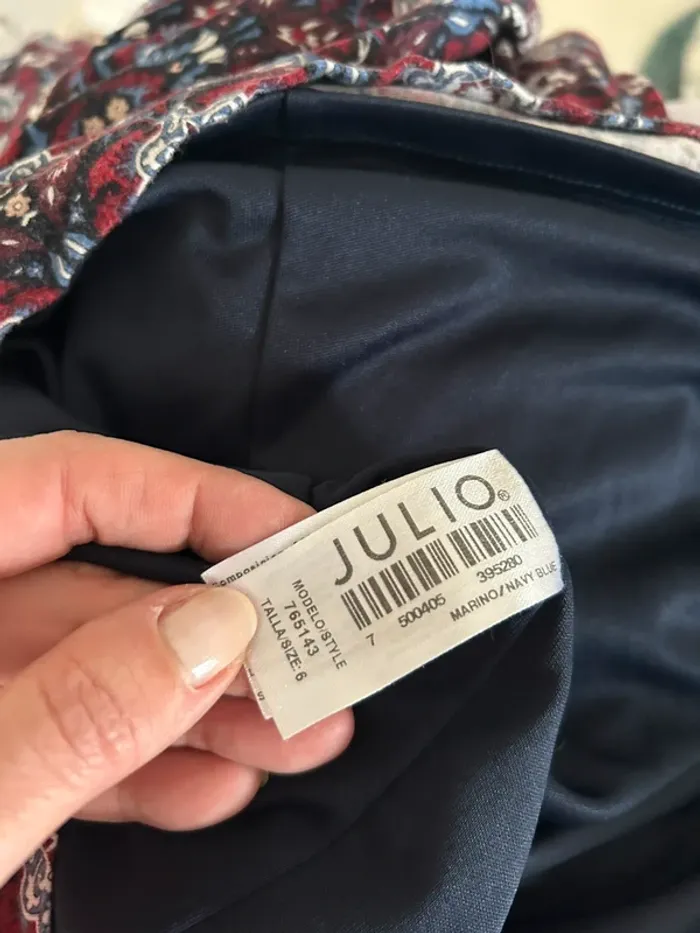 JULIO®
7 500405 395280
MARINO/NAVY BLUE
MODELO/STYLE
765143
TALLA/SIZE: 6